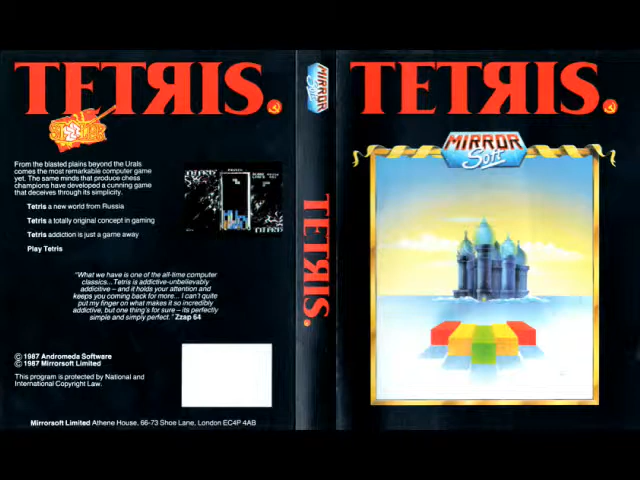 TETЯIS.
SIZZLER
From the blasted plains beyond the Urals
comes the most remarkable computer game
yet. The same minds that produce chess
champions have developed a cunning game
that deceives through its simplicity.
Tetris a new world from Russia
Tetris a totally original concept in gaming
Tetris addiction is just a game away
Play Tetris
"What we have is one of the all-time computer
classics...Tetris is addictive-unbelievably
addicitive – and it holds your attention and
keeps you coming back for more... I can't quite
put my finger on what makes it so incredibly
addictive, but one thing's for sure – its perfectly
simple and simply perfect." Zzap 64
© 1987 Andromeda Software
© 1987 Mirrorsoft Limited
This program is protected by National and
International Copyright Law.
Mirrorsoft Limited Athene House, 66-73 Shoe Lane, London EC4P 4AB
MIRROR
Soft
TETЯIS.
TETЯIS.
MIRROR
Soft